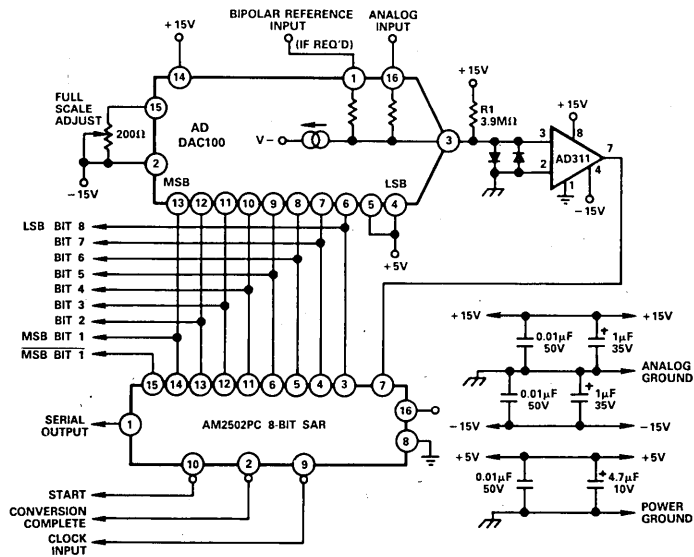 BIPOLAR REFERENCE
INPUT
(IF REQ'D)
ANALOG
INPUT
+15V
14
1
16
+15V
FULL
SCALE
ADJUST
15
200Ω
AD
DAC100
V−
3
R1
3.9MΩ
+15V
3
8
AD311
7
2
1
4
−15V
2
−15V
MSB
LSB
13
12
11
10
9
8
7
6
5
4
+5V
LSB BIT 8
BIT 7
BIT 6
BIT 5
BIT 4
BIT 3
BIT 2
MSB BIT 1
MSB BIT 1
15
14
13
12
11
6
5
4
3
7
SERIAL
OUTPUT
1
AM2502PC 8-BIT SAR
16
8
10
2
9
START
CONVERSION
COMPLETE
CLOCK
INPUT
+15V
+15V
0.01µF
50V
+
1µF
35V
ANALOG
GROUND
0.01µF
50V
+
1µF
35V
−15V
−15V
+5V
+5V
0.01µF
50V
+
4.7µF
10V
POWER
GROUND